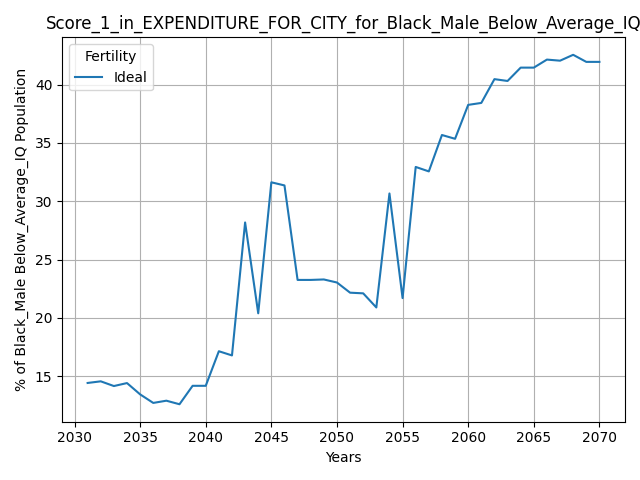 Score_1_in_EXPENDITURE_FOR_CITY_for_Black_Male_Below_Average_IQ
Fertility
Ideal
% of Black_Male Below_Average_IQ Population
40
35
30
25
20
15
2030 2035 2040 2045 2050 2055 2060 2065 2070
Years